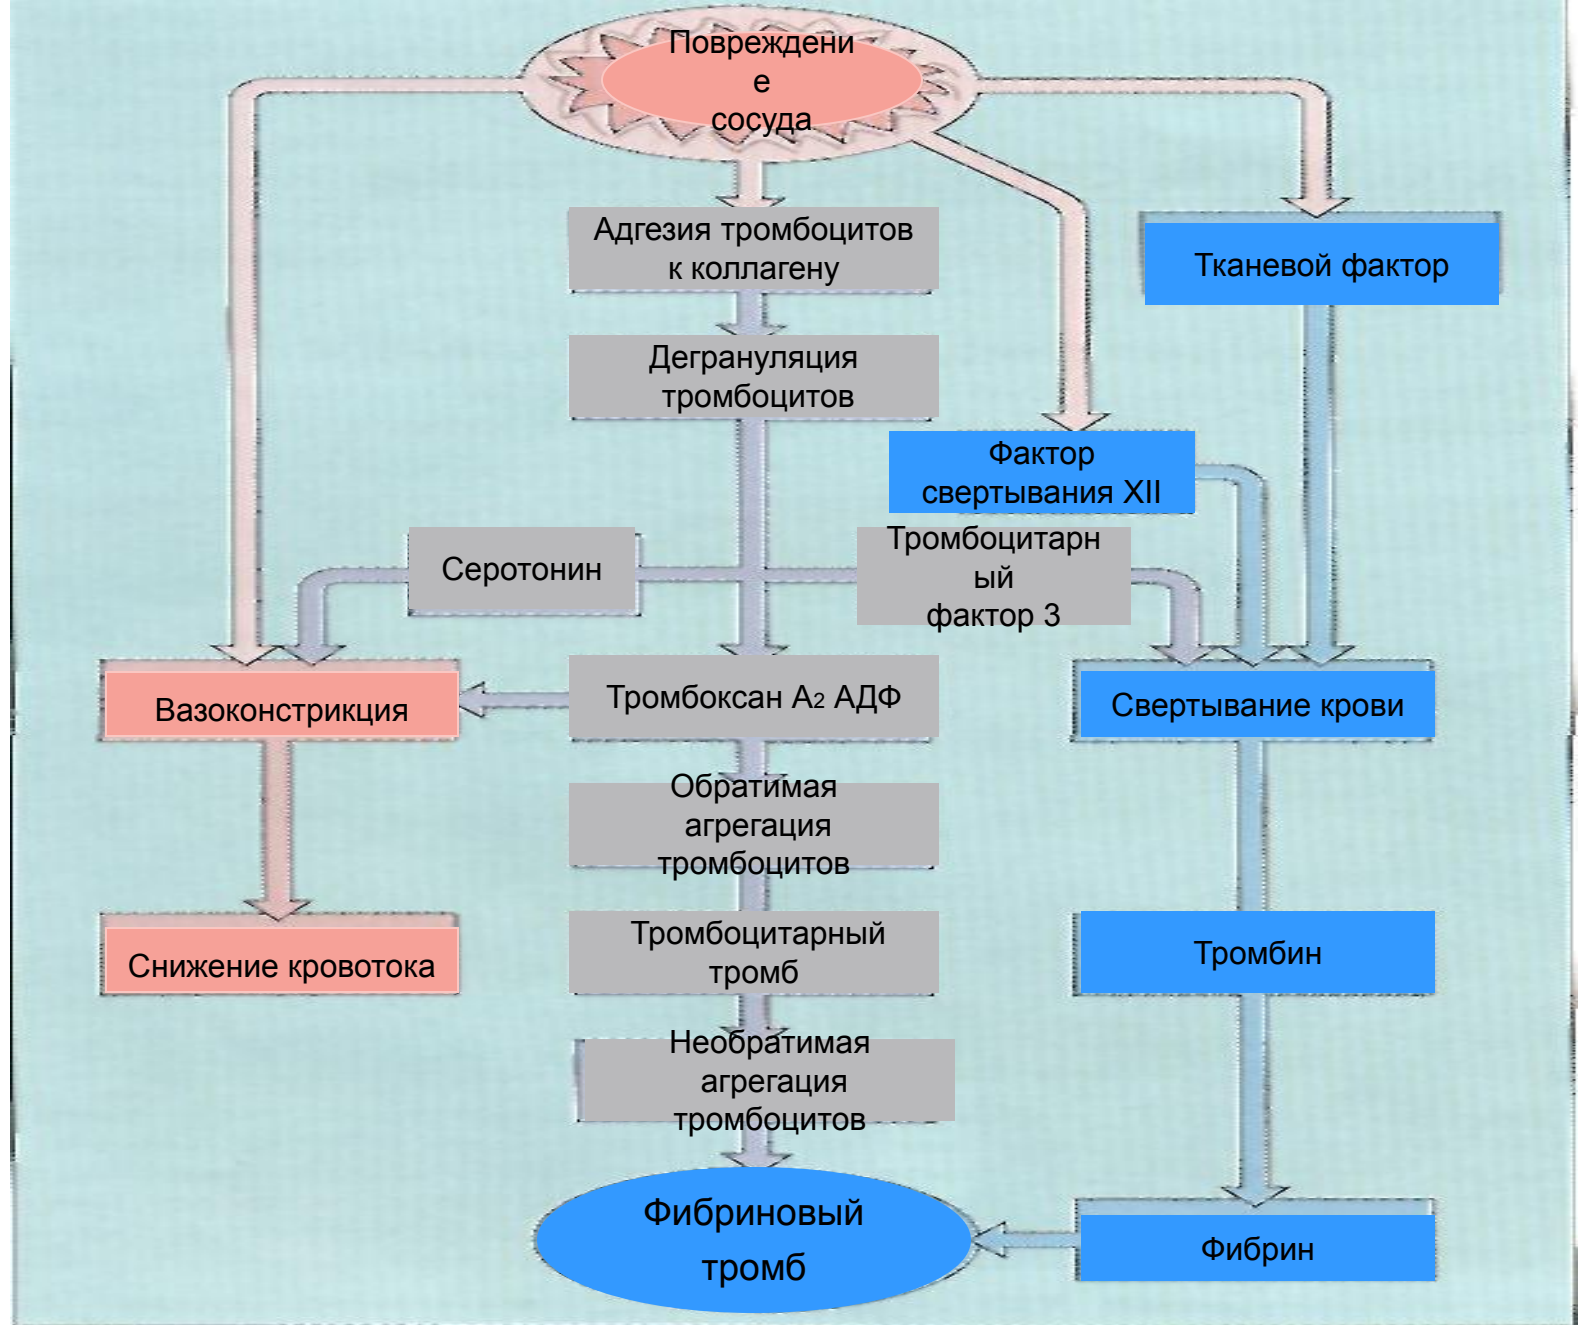 Повреждени
е
сосуда
Адгезия тромбоцитов
к коллагену
Тканевой фактор
Дегрануляция
тромбоцитов
Фактор
свертывания XII
Серотонин
Тромбоцитарн
ый
фактор 3
Вазоконстрикция
Тромбоксан А2 АДФ
Свертывание крови
Обратимая
агрегация
тромбоцитов
Снижение кровотока
Тромбоцитарный
тромб
Тромбин
Необратимая
агрегация
тромбоцитов
Фибриновый
тромб
Фибрин